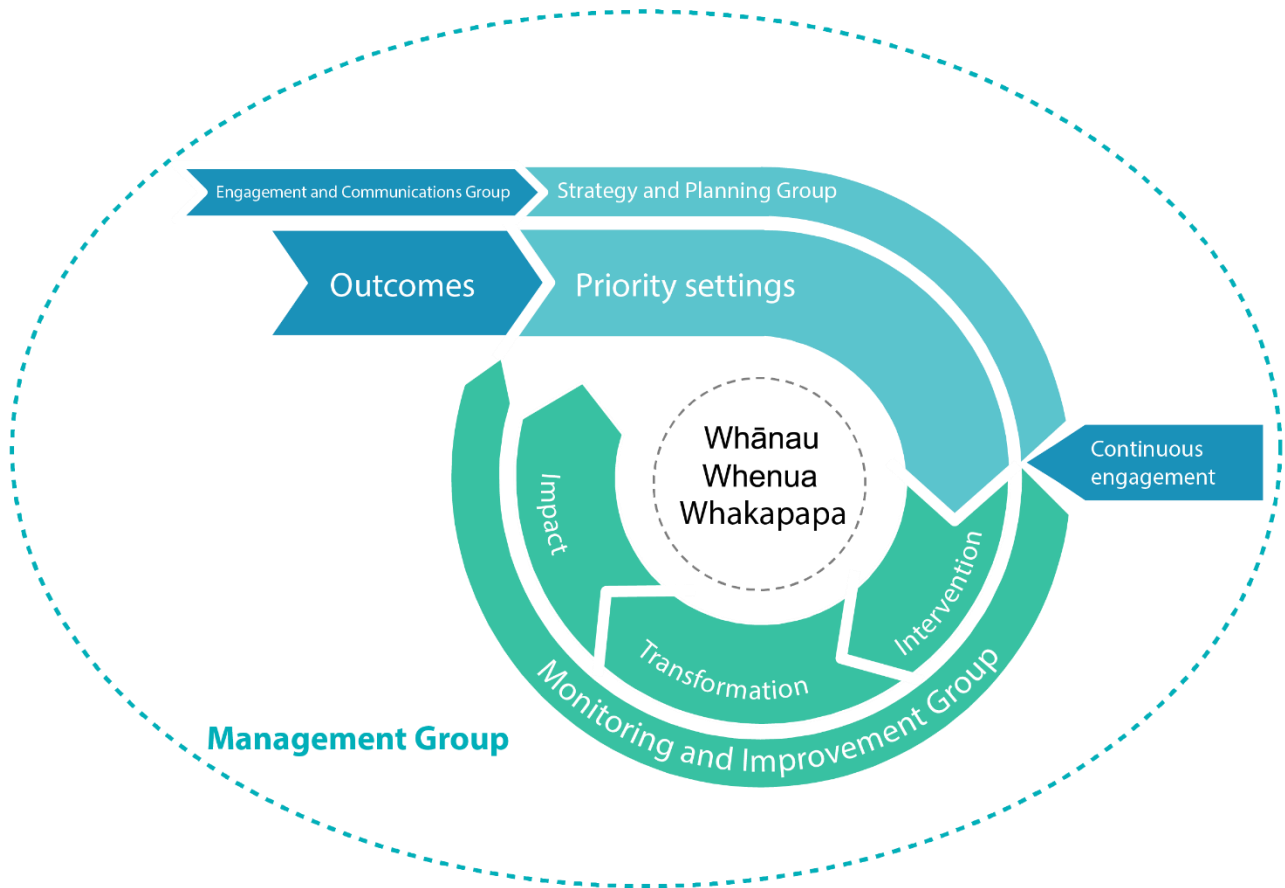 Engagement and Communications Group
Strategy and Planning Group
Outcomes
Priority settings
Whānau
Whenua
Whakapapa
Continuous
engagement
Intervention
Transformation
Impact
Monitoring and Improvement Group
Management Group